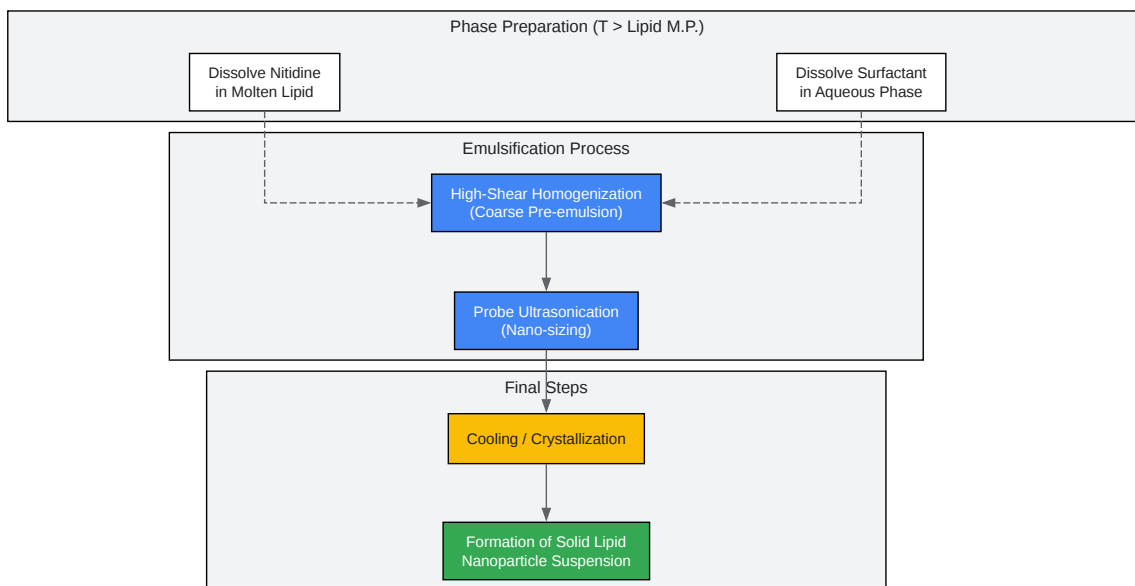 Phase Preparation (T > Lipid M.P.)
Dissolve Nitidine
in Molten Lipid
Dissolve Surfactant
in Aqueous Phase
Emulsification Process
High-Shear Homogenization
(Coarse Pre-emulsion)
Probe Ultrasonication
(Nano-sizing)
Final Steps
Cooling / Crystallization
Formation of Solid Lipid
Nanoparticle Suspension